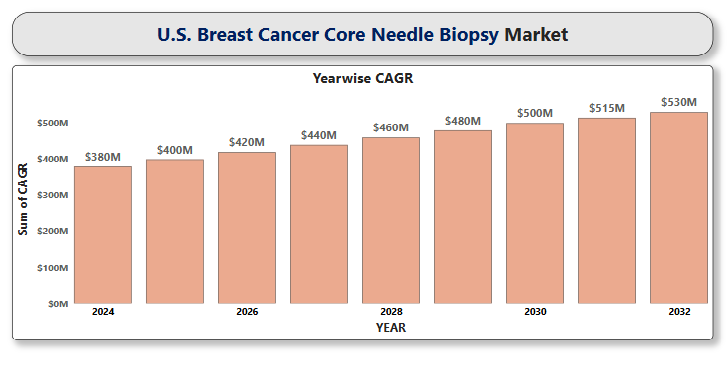 U.S. Breast Cancer Core Needle Biopsy Market
Yearwise CAGR
$530M
$515M
$500M
$480M
$460M
$440M
$420M
$400M
$380M
$500M
$400M
$300M
$200M
$100M
$0M
Sum of CAGR
2024 2026 2028 2030 2032
YEAR